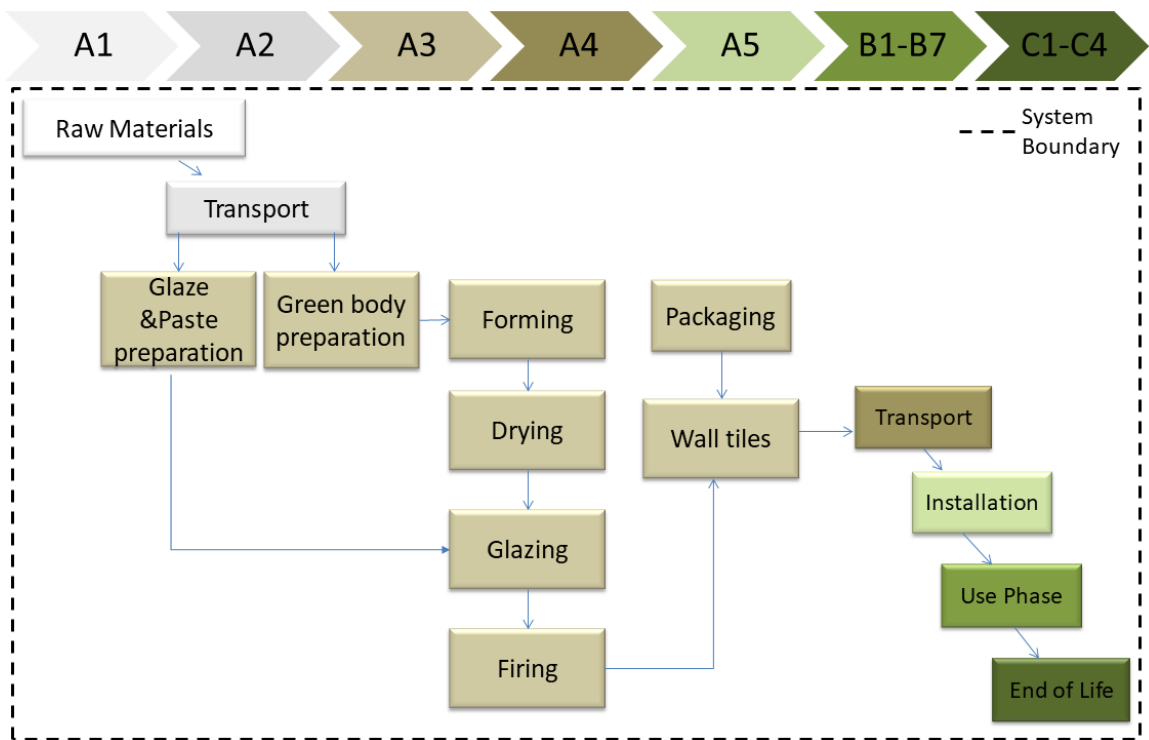 A1
A2
A3
A4
A5
B1-B7
C1-C4
Raw Materials
System
Boundary
Transport
Glaze
&Paste
preparation
Green body
preparation
Forming
Packaging
Drying
Wall tiles
Transport
Installation
Glazing
Use Phase
Firing
End of Life